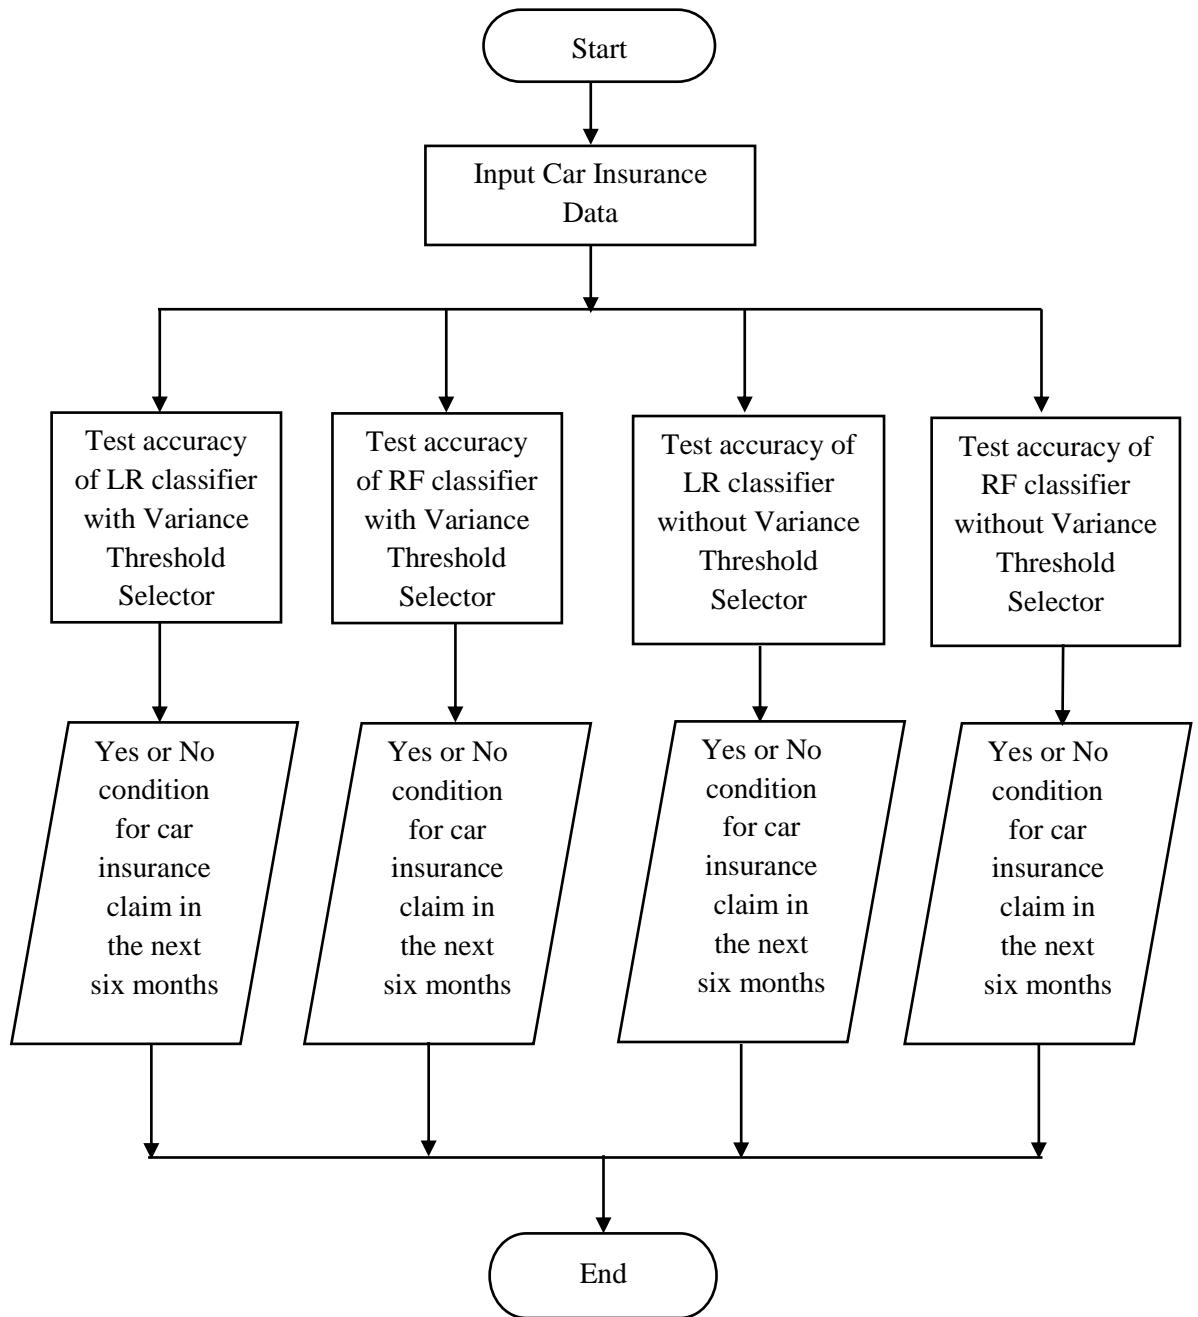 Start
Input Car Insurance
Data
Test accuracy
of LR classifier
with Variance
Threshold
Selector
Test accuracy
of RF classifier
with Variance
Threshold
Selector
Test accuracy of
LR classifier
without Variance
Threshold
Selector
Test accuracy of
RF classifier
without Variance
Threshold
Selector
Yes or No
condition
for car
insurance
claim in
the next
six months
Yes or No
condition
for car
insurance
claim in
the next
six months
Yes or No
condition
for car
insurance
claim in
the next
six months
Yes or No
condition
for car
insurance
claim in
the next
six months
End